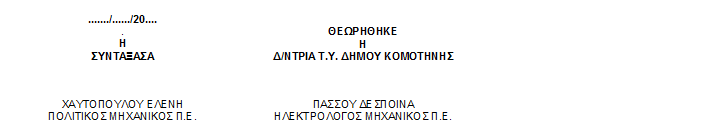 ......./....../20....
.
Η
ΣΥΝΤΑΞΑΣΑ
ΧΑΥΤΟΠΟΥΛΟΥ ΕΛΕΝΗ
ΠΟΛΙΤΙΚΟΣ ΜΗΧΑΝΙΚΟΣ Π.Ε.
ΘΕΩΡΗΘΗΚΕ
Η
Δ/ΝΤΡΙΑ Τ.Υ. ΔΗΜΟΥ ΚΟΜΟΤΗΝΗΣ
ΠΑΣΣΟΥ ΔΕΣΠΟΙΝΑ
ΗΛΕΚΤΡΟΛΟΓΟΣ ΜΗΧΑΝΙΚΟΣ Π.Ε.